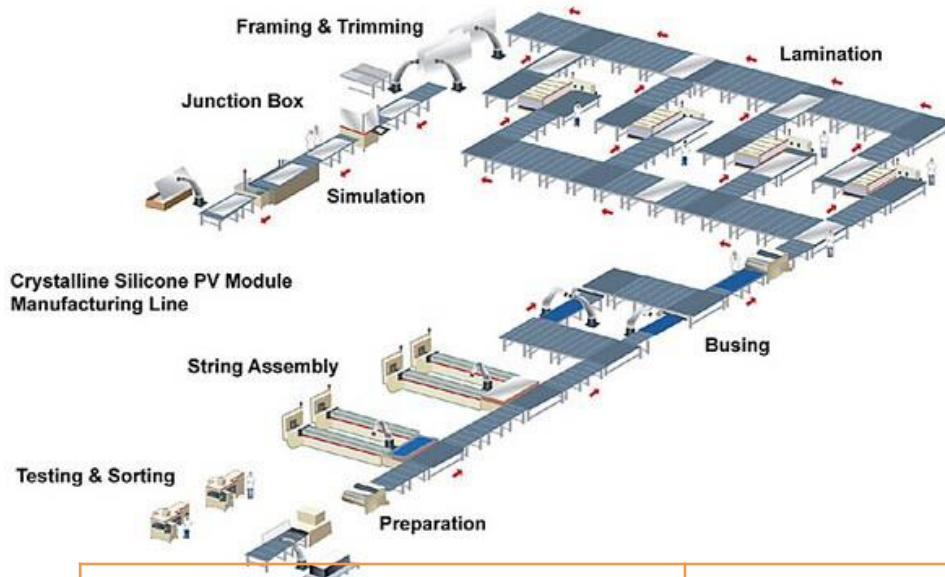 Framing & Trimming
Lamination
Junction Box
Simulation
Crystalline Silicone PV Module
Manufacturing Line
Busing
String Assembly
Testing & Sorting
Preparation